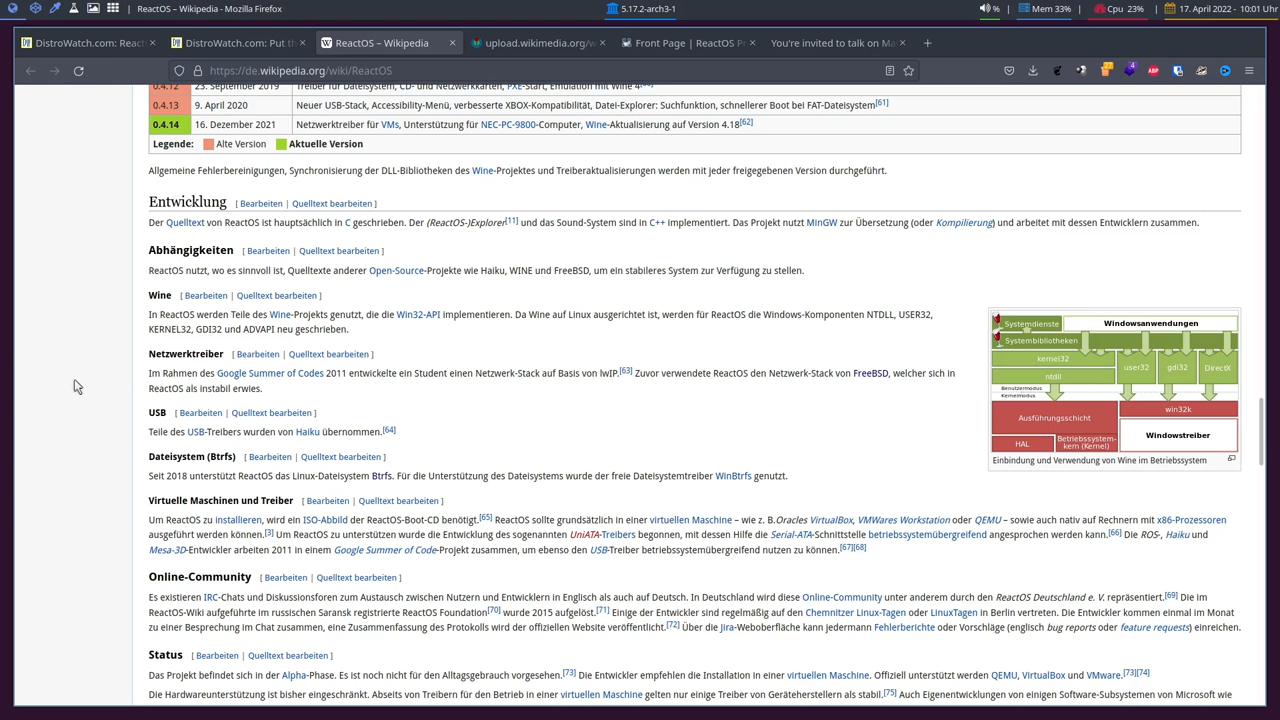 ReactOS – Wikipedia - Mozilla Firefox
5.17.2-arch3-1
%
Mem 33%
Cpu 23%
17. April 2022 - 10:01 Uhr
DistroWatch.com: React
DistroWatch.com: Put th
ReactOS – Wikipedia
upload.wikimedia.org/w
Front Page | ReactOS Pr
You're invited to talk on Ma
https://de.wikipedia.org/wiki/ReactOS
0.4.12 23. September 2019 Treiber für Dateisystem, CD- und Netzwerkkarten, PXE-Start, Emulation mit Wine 4
0.4.13 9. April 2020 Neuer USB-Stack, Accessibility-Menü, verbesserte XBOX-Kompatibilität, Datei-Explorer: Suchfunktion, schnellerer Boot bei FAT-Dateisystem[61]
0.4.14 16. Dezember 2021 Netzwerktreiber für VMs, Unterstützung für NEC-PC-9800-Computer, Wine-Aktualisierung auf Version 4.18[62]
Legende: Alte Version Aktuelle Version
Allgemeine Fehlerbereinigungen, Synchronisierung der DLL-Bibliotheken des Wine-Projektes und Treiberaktualisierungen werden mit jeder freigegebenen Version durchgeführt.
Entwicklung [ Bearbeiten | Quelltext bearbeiten ]
Der Quelltext von ReactOS ist hauptsächlich in C geschrieben. Der (ReactOS-)Explorer[11] und das Sound-System sind in C++ implementiert. Das Projekt nutzt MinGW zur Übersetzung (oder Kompilierung) und arbeitet mit dessen Entwicklern zusammen.
Abhängigkeiten [ Bearbeiten | Quelltext bearbeiten ]
ReactOS nutzt, wo es sinnvoll ist, Quelltexte anderer Open-Source-Projekte wie Haiku, WINE und FreeBSD, um ein stabileres System zur Verfügung zu stellen.
Wine [ Bearbeiten | Quelltext bearbeiten ]
In ReactOS werden Teile des Wine-Projekts genutzt, die die Win32-API implementieren. Da Wine auf Linux ausgerichtet ist, werden für ReactOS die Windows-Komponenten NTDLL, USER32,
KERNEL32, GDI32 und ADVAPI neu geschrieben.
Netzwerktreiber [ Bearbeiten | Quelltext bearbeiten ]
Im Rahmen des Google Summer of Codes 2011 entwickelte ein Student einen Netzwerk-Stack auf Basis von lwIP.[63] Zuvor verwendete ReactOS den Netzwerk-Stack von FreeBSD, welcher sich in
ReactOS als instabil erwies.
USB [ Bearbeiten | Quelltext bearbeiten ]
Teile des USB-Treibers wurden von Haiku übernommen.[64]
Dateisystem (Btrfs) [ Bearbeiten | Quelltext bearbeiten ]
Seit 2018 unterstützt ReactOS das Linux-Dateisystem Btrfs. Für die Unterstützung des Dateisystems wurde der freie Dateisystemtreiber WinBtrfs genutzt.
Systemdienste
Windowsanwendungen
Systembibliotheken
kernel32
user32
gdi32
DirectX
ntdll
Benutzermodus
Kernelmodus
Ausführungsschicht
win32k
HAL
Betriebssystem-
kern (Kernel)
Windowstreiber
Einbindung und Verwendung von Wine im Betriebssystem
Virtuelle Maschinen und Treiber [ Bearbeiten | Quelltext bearbeiten ]
Um ReactOS zu installieren, wird ein ISO-Abbild der ReactOS-Boot-CD benötigt.[65] ReactOS sollte grundsätzlich in einer virtuellen Maschine – wie z. B.Oracles VirtualBox, VMWares Workstation oder QEMU – sowie auch nativ auf Rechnern mit x86-Prozessoren
ausgeführt werden können.[3] Um ReactOS zu unterstützen wurde die Entwicklung des sogenannten UniATA-Treibers begonnen, mit dessen Hilfe die Serial-ATA-Schnittstelle betriebssystemübergreifend angesprochen werden kann.[66] Die ROS-, Haiku und
Mesa-3D-Entwickler arbeiten 2011 in einem Google Summer of Code-Projekt zusammen, um ebenso den USB-Treiber betriebssystemübergreifend nutzen zu können.[67][68]
Online-Community [ Bearbeiten | Quelltext bearbeiten ]
Es existieren IRC-Chats und Diskussionsforen zum Austausch zwischen Nutzern und Entwicklern in Englisch als auch auf Deutsch. In Deutschland wird diese Online-Community unter anderem durch den ReactOS Deutschland e. V. repräsentiert.[69] Die im
ReactOS-Wiki aufgeführte im russischen Saransk registrierte ReactOS Foundation[70] wurde 2015 aufgelöst.[71] Einige der Entwickler sind regelmäßig auf den Chemnitzer Linux-Tagen oder LinuxTagen in Berlin vertreten. Die Entwickler kommen einmal im Monat
zu einer Besprechung im Chat zusammen, eine Zusammenfassung des Protokolls wird der offiziellen Website veröffentlicht.[72] Über die Jira-Weboberfläche kann jedermann Fehlerberichte oder Vorschläge (englisch bug reports oder feature requests) einreichen.
Status [ Bearbeiten | Quelltext bearbeiten ]
Das Projekt befindet sich in der Alpha-Phase. Es ist noch nicht für den Alltagsgebrauch vorgesehen.[73] Die Entwickler empfehlen die Installation in einer virtuellen Maschine. Offiziell unterstützt werden QEMU, VirtualBox und VMware.[73][74]
Die Hardwareunterstützung ist bisher eingeschränkt. Abseits von Treibern für den Betrieb in einer virtuellen Maschine gelten nur einige Treiber von Geräteherstellern als stabil.[75] Auch Eigenentwicklungen von einigen Software-Subsystemen von Microsoft wie